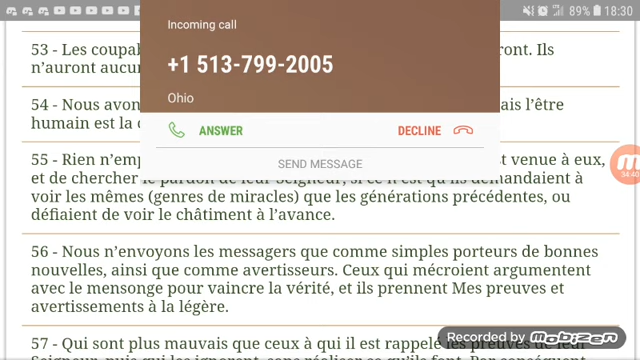 89% 18:30
Incoming call
+1 513-799-2005
Ohio
ANSWER DECLINE
SEND MESSAGE
53 - Les ront. Ils
n’auront
54 - Nous ais l’être
humain est la
55 - Rien est venue à eux,
et de chercher le pardon de leur Seigneur, si ce n’est qu’ils demandaient à
voir les mêmes (genres de miracles) que les générations précédentes, ou
défiaient de voir le châtiment à l’avance.
56 - Nous n’envoyons les messagers que comme simples porteurs de bonnes
nouvelles, ainsi que comme avertisseurs. Ceux qui mécroient argumentent
avec le mensonge pour vaincre la vérité, et ils prennent Mes preuves et
avertissements à la légère.
57 - Qui sont plus mauvais que ceux à qui il est rappelé les preuves de leur
34:40
Recorded by MOBIZEN